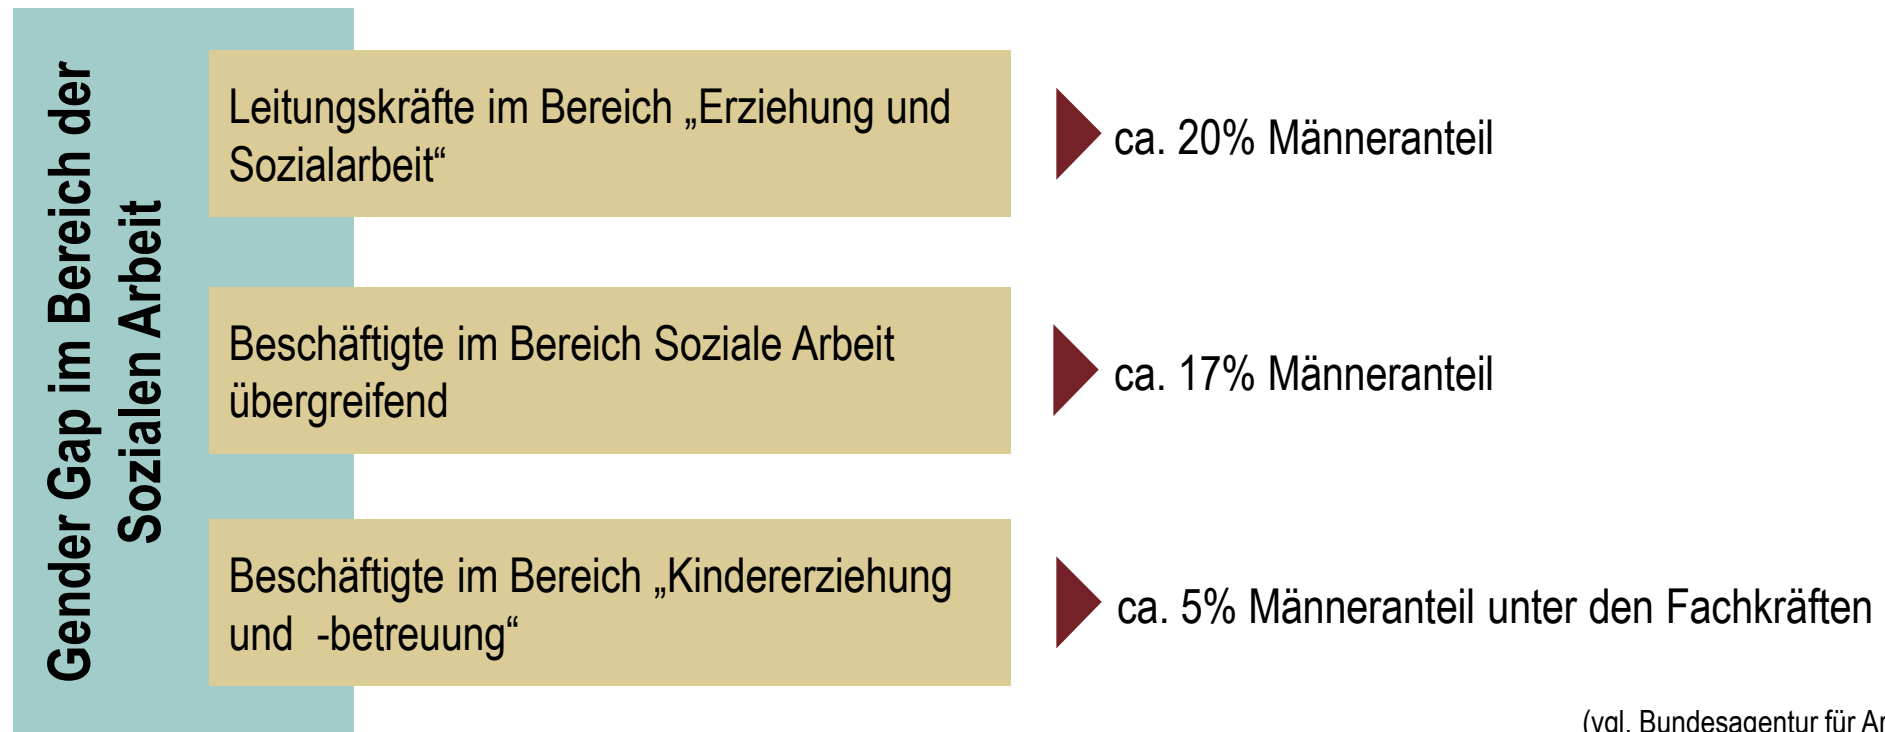 Gender Gap im Bereich der
Sozialen Arbeit
Leitungskräfte im Bereich „Erziehung und
Sozialarbeit“
ca. 20% Männeranteil
Beschäftigte im Bereich Soziale Arbeit
übergreifend
ca. 17% Männeranteil
Beschäftigte im Bereich „Kindererziehung
und -betreuung“
ca. 5% Männeranteil unter den Fachkräften
(vgl. Bundesagentur für